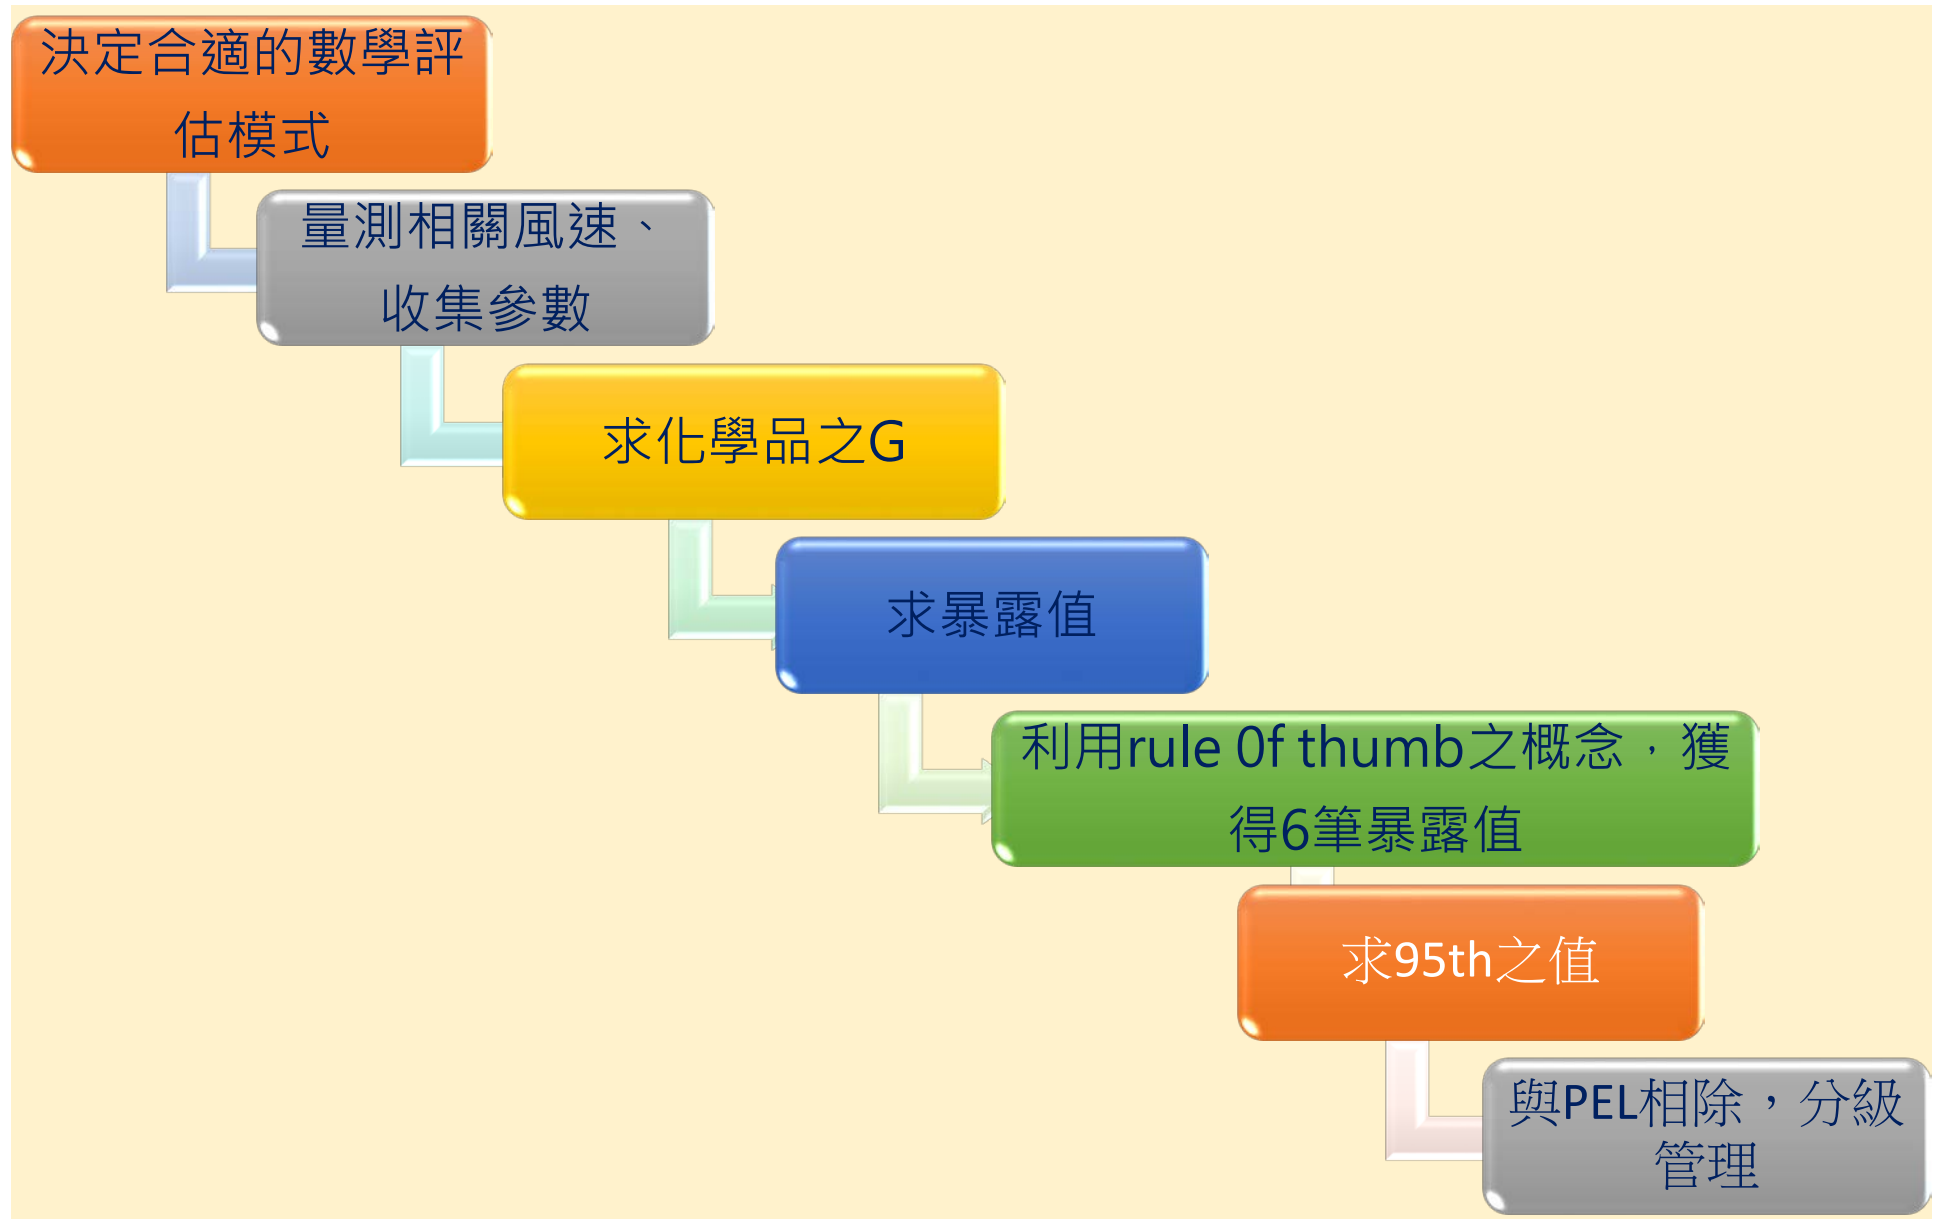 決定合適的數學評
估模式
量測相關風速、
收集參數
求化學品之G
求暴露值
利用rule 0f thumb之概念，獲
得6筆暴露值
求95th之值
與PEL相除，分級
管理